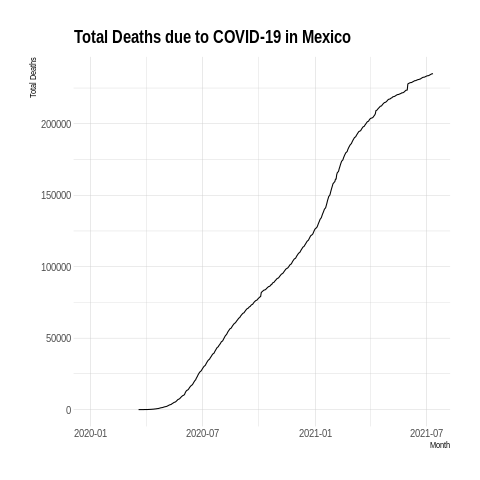 Total Deaths due to COVID-19 in Mexico
Total Deaths
200000
150000
100000
50000
0
2020-01 2020-07 2021-01 2021-07
Month